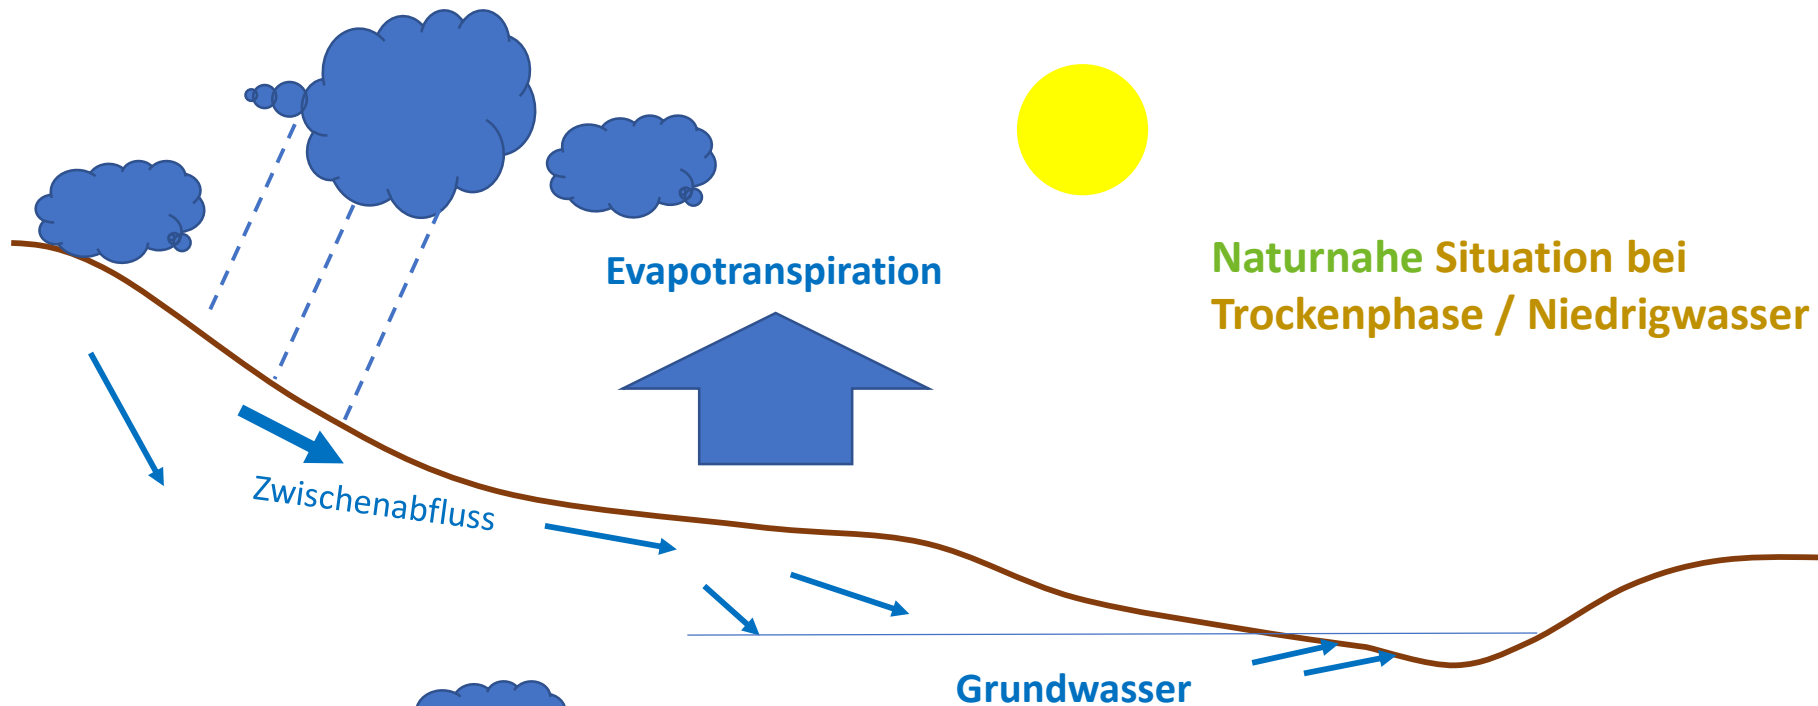 Evapotranspiration
Naturnahe Situation bei
Trockenphase / Niedrigwasser
Zwischenabfluss
Grundwasser